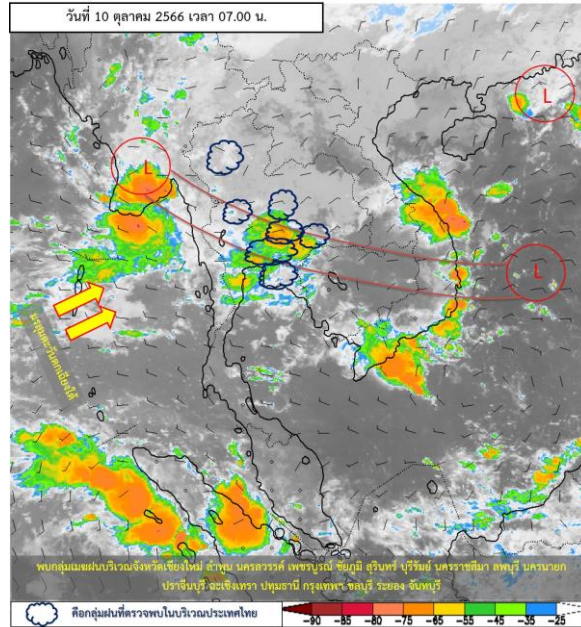 วันที่ 10 ตุลาคม 2566 เวลา 07.00 น.
L
L
L
มรสุมตะวันตกเฉียงใต้
พบกลุ่มเมฆฝนบริเวณจังหวัดเชียงใหม่ ลำพูน นครสวรรค์ เพชรบูรณ์ ชัยภูมิ สุรินทร์ บุรีรัมย์ นครราชสีมา ลพบุรี นครนายก
ปราจีนบุรี ฉะเชิงเทรา ปทุมธานี กรุงเทพฯ ชลบุรี ระยอง จันทบุรี
คือกลุ่มฝนที่ตรวจพบในบริเวณประเทศไทย
-90 -85 -80 -75 -65 -55 -45 -35 -25